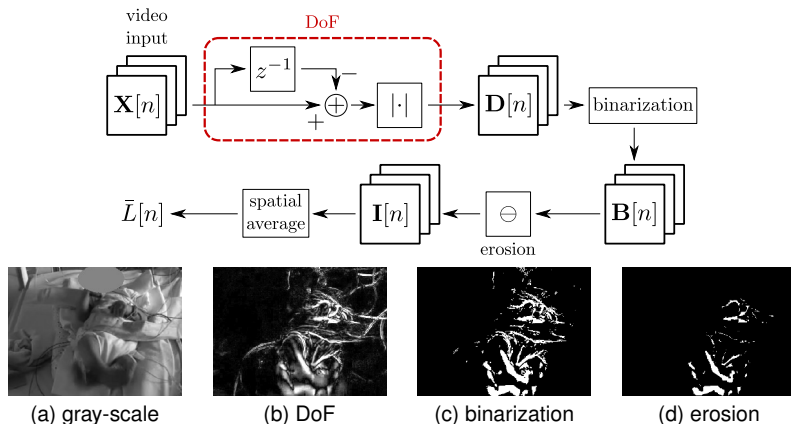 video
input
DoF
X[n]
z⁻¹
−
+
+
|·|
D[n]
binarization
L̄[n]
spatial
average
I[n]
⊖
erosion
B[n]
(a) gray-scale
(b) DoF
(c) binarization
(d) erosion